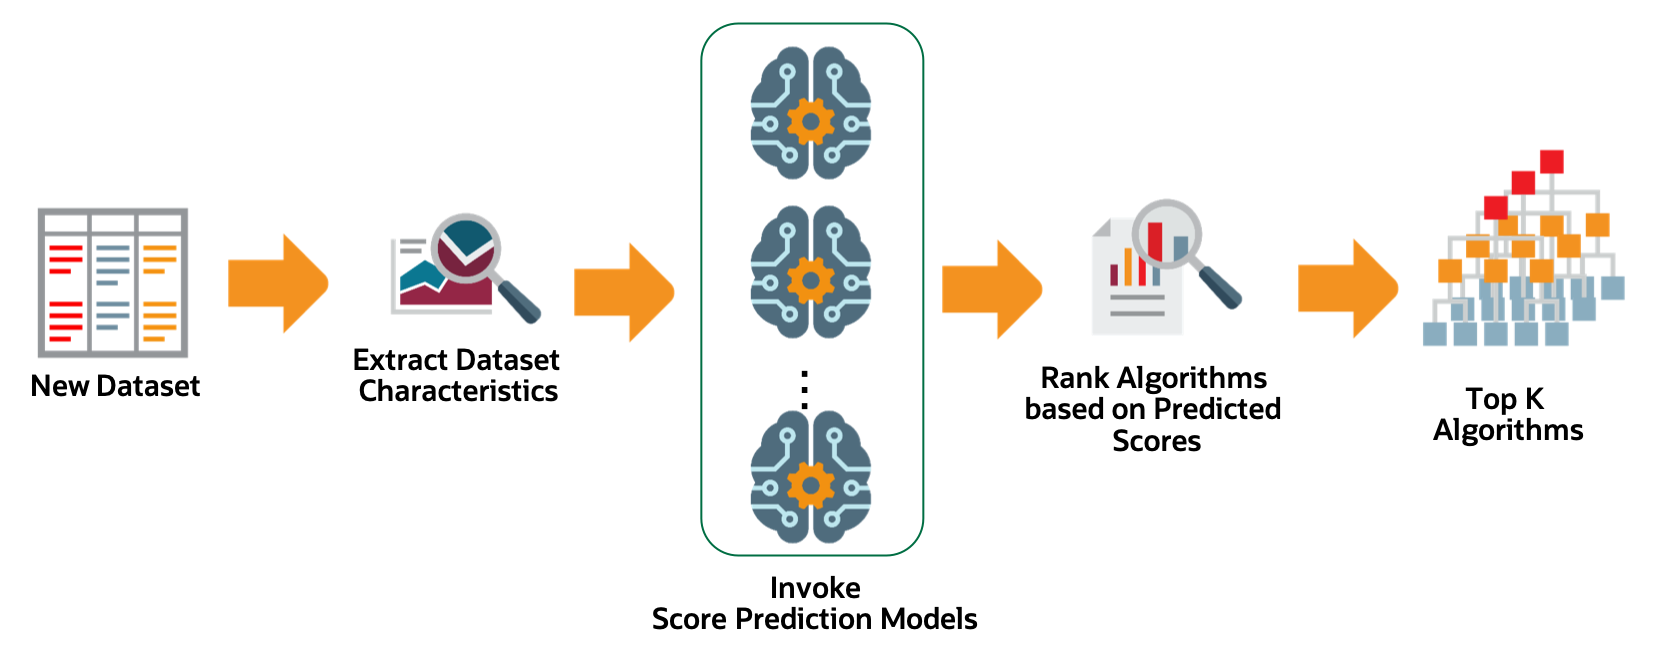 New Dataset
Extract Dataset
Characteristics
Invoke
Score Prediction Models
Rank Algorithms
based on Predicted
Scores
Top K
Algorithms